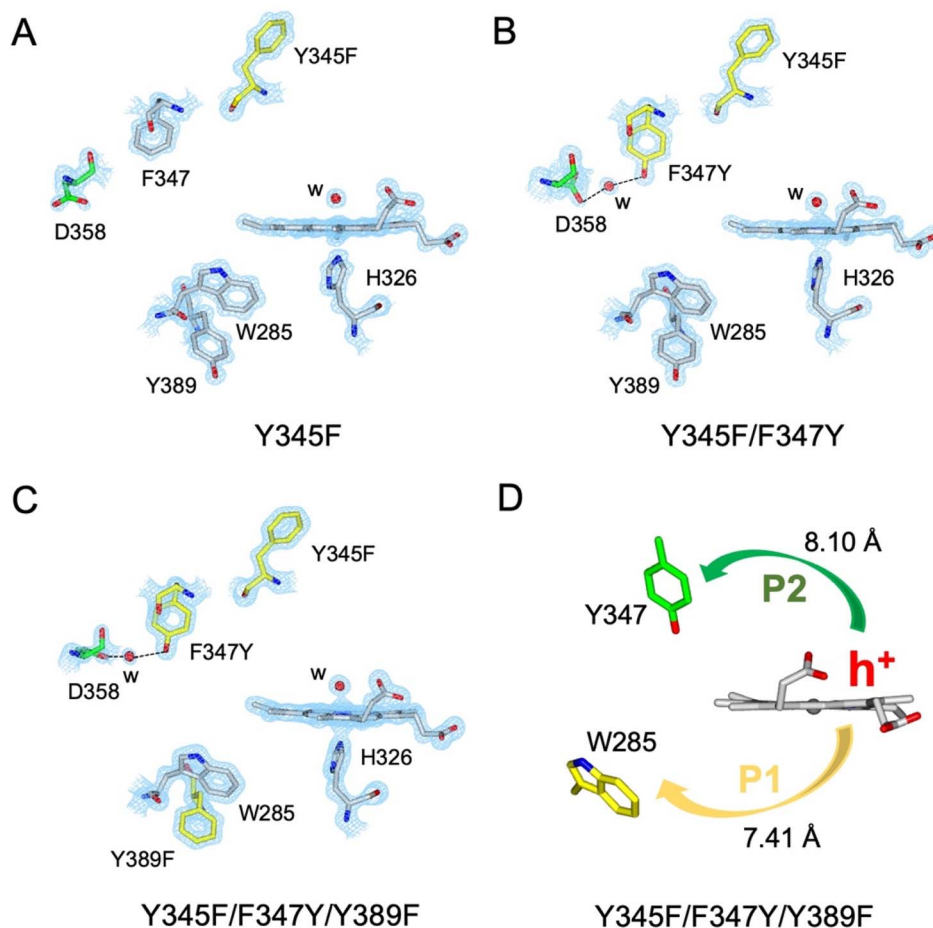 A
Y345F
F347
w
D358
H326
W285
Y389
Y345F
B
Y345F
F347Y
w
w
D358
H326
W285
Y389
Y345F/F347Y
C
Y345F
F347Y
w
D358
w
H326
W285
Y389F
Y345F/F347Y/Y389F
D
8.10 Å
P2
Y347
h⁺
W285
P1
7.41 Å
Y345F/F347Y/Y389F